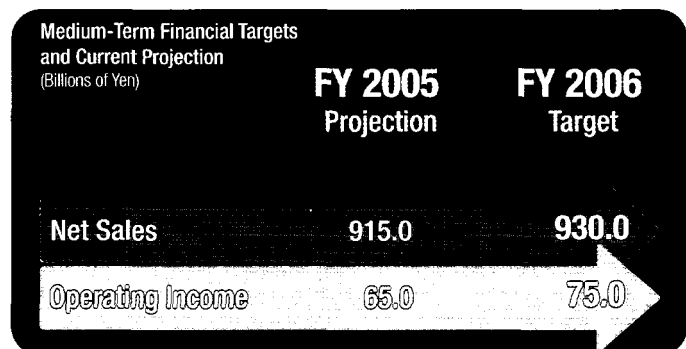 Medium-Term Financial Targets
and Current Projection
(Billions of Yen)
FY 2005 FY 2006
Projection Target
Net Sales 915.0 930.0
Operating Income 65.0 75.0